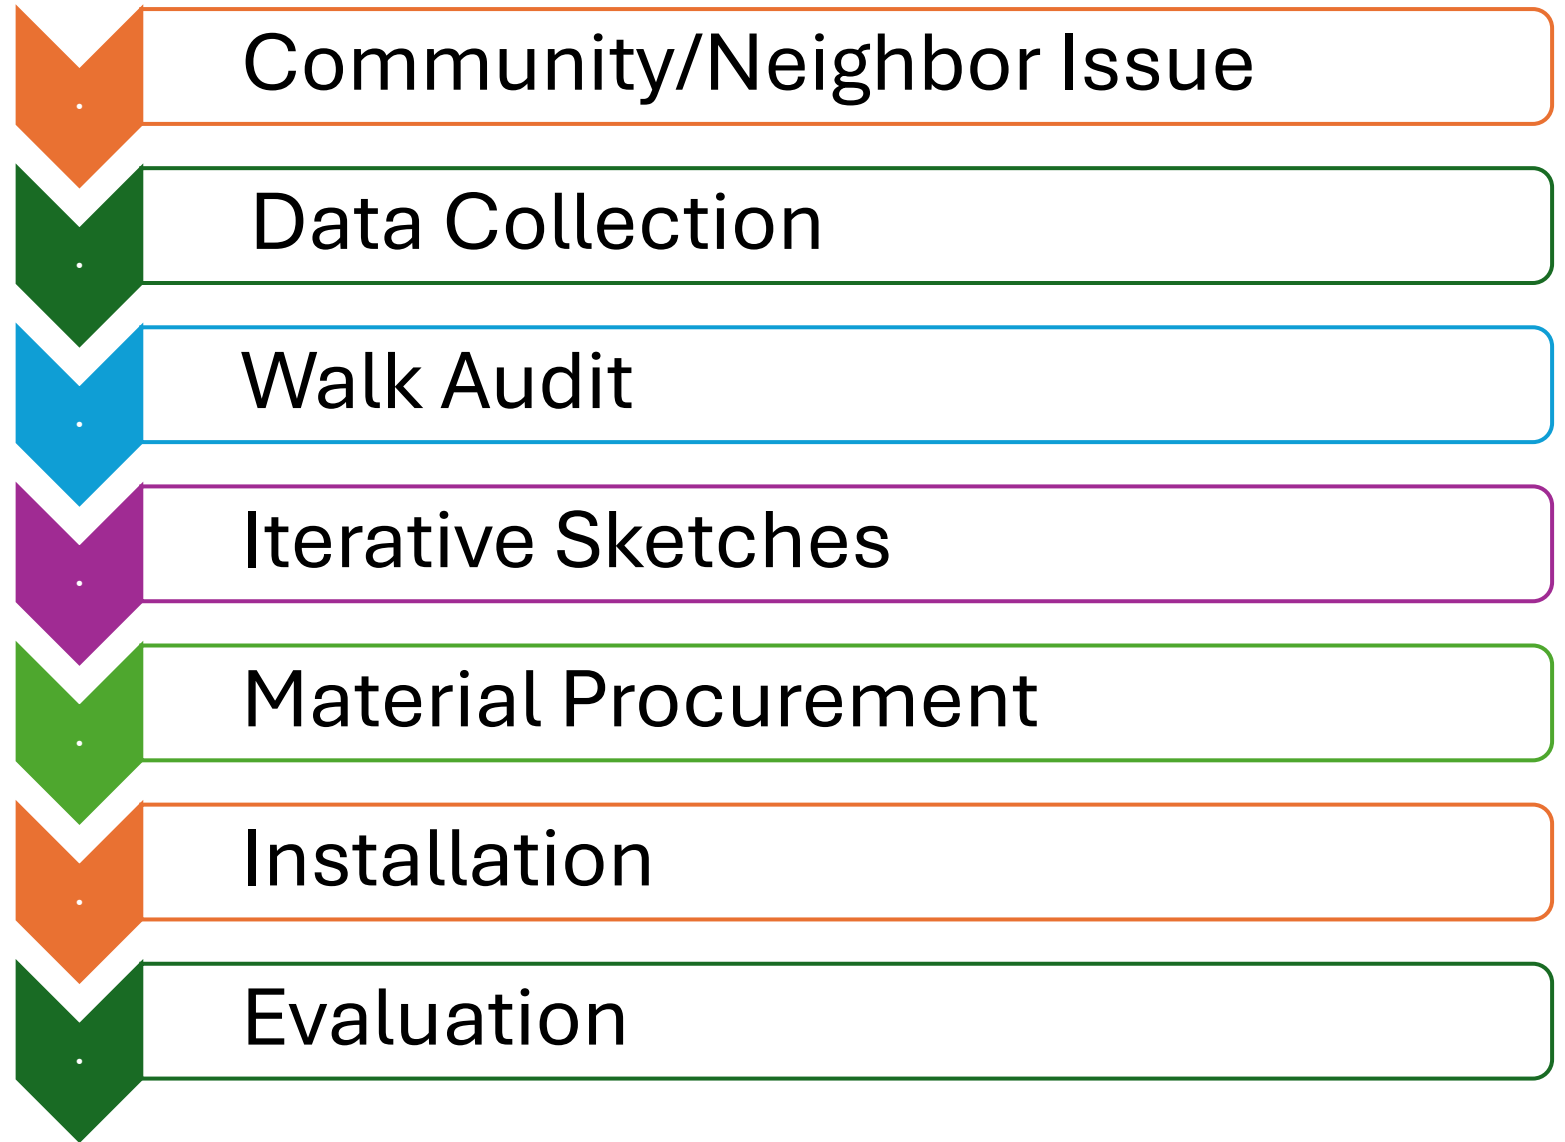 Community/Neighbor Issue
Data Collection
Walk Audit
Iterative Sketches
Material Procurement
Installation
Evaluation